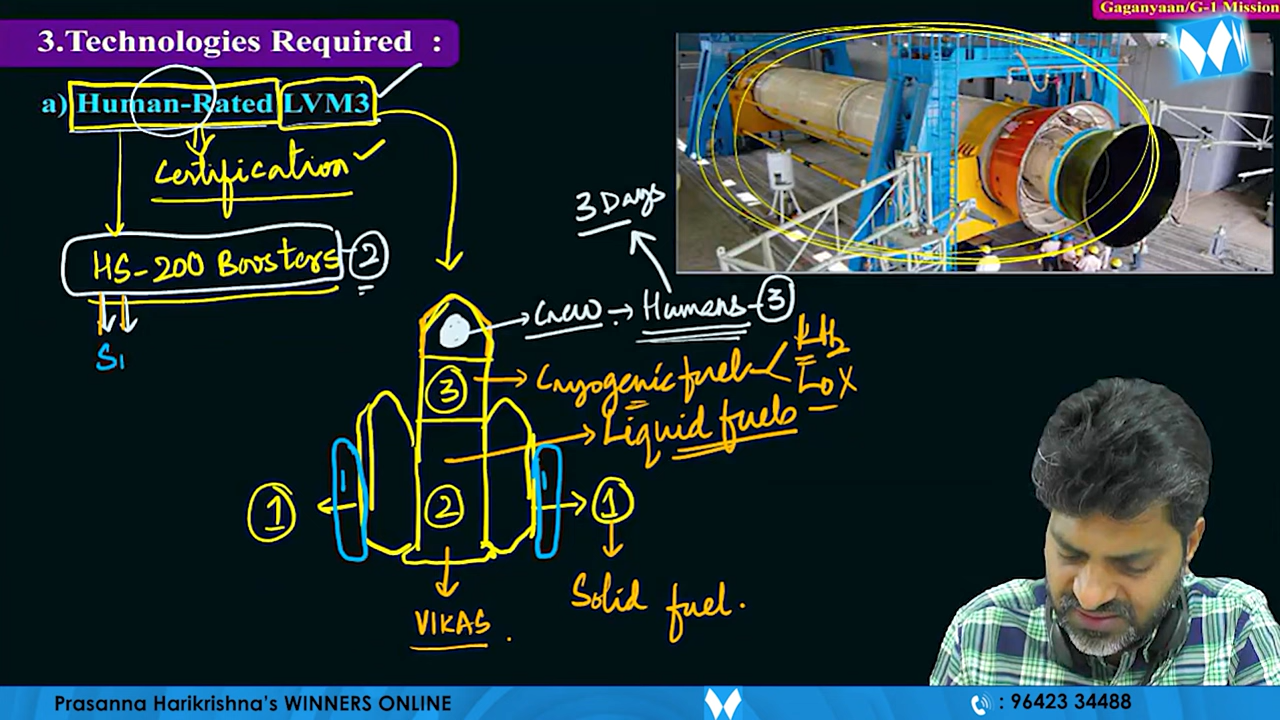 Gaganyaan/G-1 Mission
3.Technologies Required :
a) Human-Rated LVM3
Certification
3 Days
HS-200 Boosters 2
Crew → Humans - 3
S1
LH2
3 → Cryogenic fuel
LOX
Liquid fuels
1 1 2 1 1
VIKAS
Solid fuel.
Prasanna Harikrishna's WINNERS ONLINE
: 96423 34488